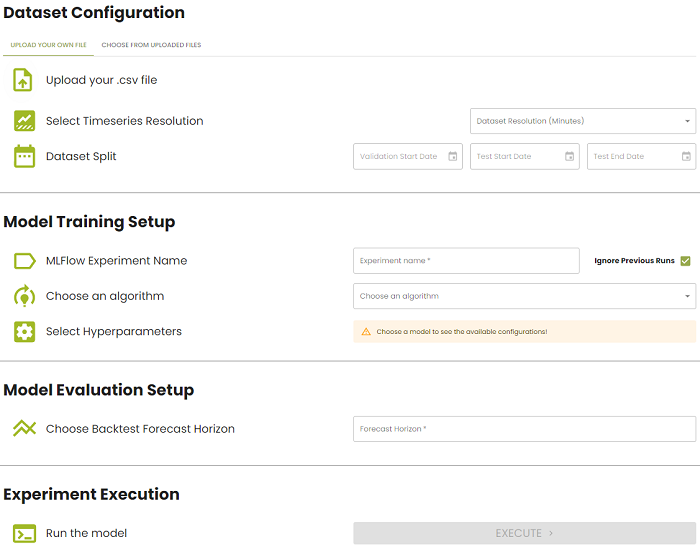 Dataset Configuration
UPLOAD YOUR OWN FILE CHOOSE FROM UPLOADED FILES
Upload your .csv file
Select Timeseries Resolution Dataset Resolution (Minutes)
Dataset Split Validation Start Date Test Start Date Test End Date
Model Training Setup
MLFlow Experiment Name Experiment name * Ignore Previous Runs
Choose an algorithm Choose an algorithm
Select Hyperparameters Choose a model to see the available configurations!
Model Evaluation Setup
Choose Backtest Forecast Horizon Forecast Horizon *
Experiment Execution
Run the model EXECUTE >